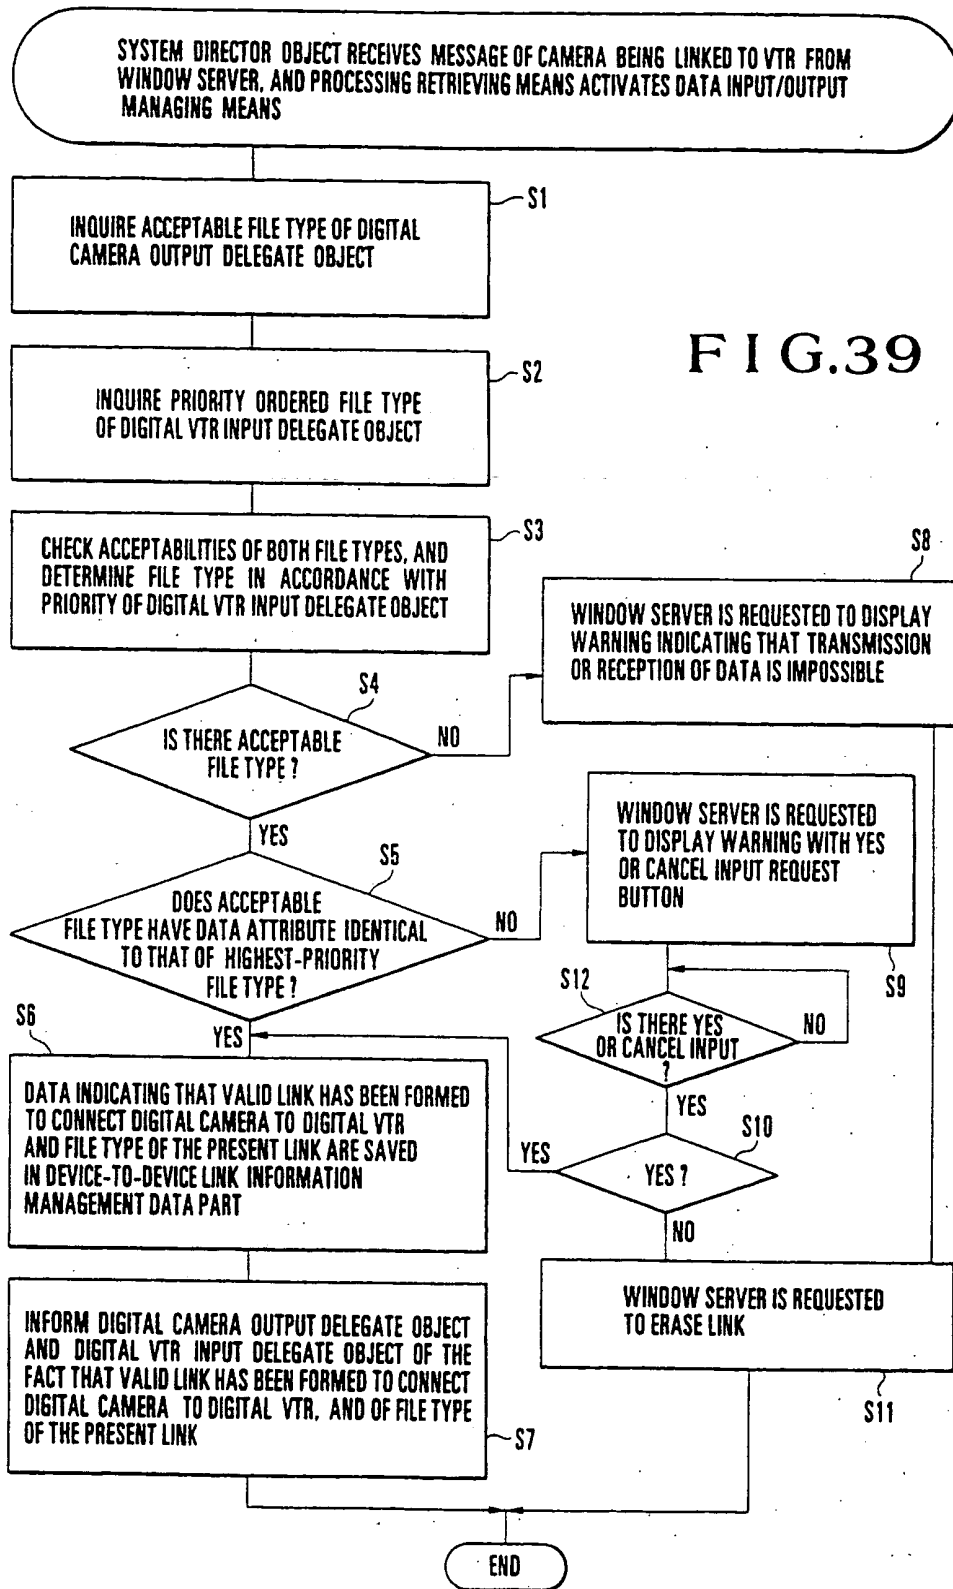 SYSTEM DIRECTOR OBJECT RECEIVES MESSAGE OF CAMERA BEING LINKED TO VTR FROM
WINDOW SERVER, AND PROCESSING RETRIEVING MEANS ACTIVATES DATA INPUT/OUTPUT
MANAGING MEANS
S1
INQUIRE ACCEPTABLE FILE TYPE OF DIGITAL
CAMERA OUTPUT DELEGATE OBJECT
FIG.39
S2
INQUIRE PRIORITY ORDERED FILE TYPE
OF DIGITAL VTR INPUT DELEGATE OBJECT
S3
CHECK ACCEPTABILITIES OF BOTH FILE TYPES, AND
DETERMINE FILE TYPE IN ACCORDANCE WITH
PRIORITY OF DIGITAL VTR INPUT DELEGATE OBJECT
S8
WINDOW SERVER IS REQUESTED TO DISPLAY
WARNING INDICATING THAT TRANSMISSION
OR RECEPTION OF DATA IS IMPOSSIBLE
S4
IS THERE ACCEPTABLE
FILE TYPE ?
NO
YES
S5
DOES ACCEPTABLE
FILE TYPE HAVE DATA ATTRIBUTE IDENTICAL
TO THAT OF HIGHEST-PRIORITY
FILE TYPE ?
NO
YES
WINDOW SERVER IS REQUESTED
TO DISPLAY WARNING WITH YES
OR CANCEL INPUT REQUEST
BUTTON
S9
S12
IS THERE YES
OR CANCEL INPUT
?
NO
YES
S10
YES ?
YES
NO
S6
DATA INDICATING THAT VALID LINK HAS BEEN FORMED
TO CONNECT DIGITAL CAMERA TO DIGITAL VTR
AND FILE TYPE OF THE PRESENT LINK ARE SAVED
IN DEVICE-TO-DEVICE LINK INFORMATION
MANAGEMENT DATA PART
WINDOW SERVER IS REQUESTED
TO ERASE LINK
S11
INFORM DIGITAL CAMERA OUTPUT DELEGATE OBJECT
AND DIGITAL VTR INPUT DELEGATE OBJECT OF THE
FACT THAT VALID LINK HAS BEEN FORMED TO CONNECT
DIGITAL CAMERA TO DIGITAL VTR, AND OF FILE TYPE
OF THE PRESENT LINK
S7
END